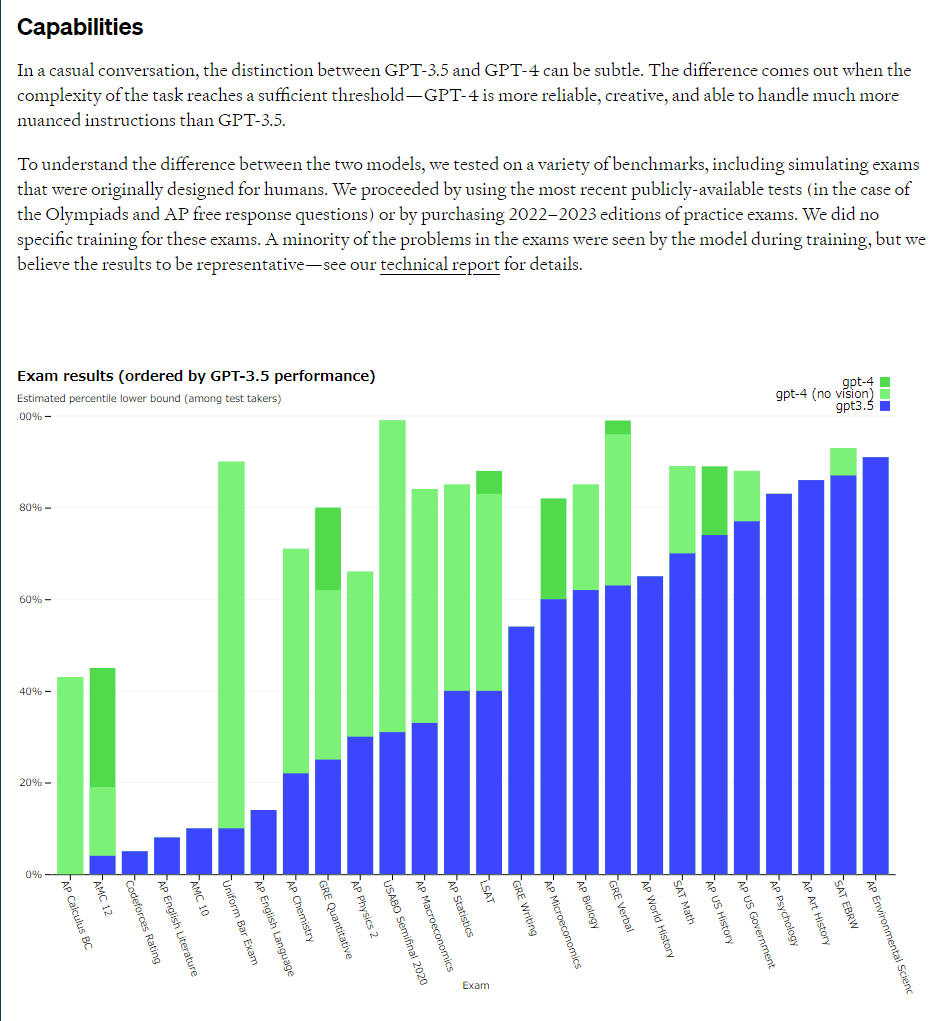 Capabilities
In a casual conversation, the distinction between GPT-3.5 and GPT-4 can be subtle. The difference comes out when the
complexity of the task reaches a sufficient threshold—GPT-4 is more reliable, creative, and able to handle much more
nuanced instructions than GPT-3.5.
To understand the difference between the two models, we tested on a variety of benchmarks, including simulating exams
that were originally designed for humans. We proceeded by using the most recent publicly-available tests (in the case of
the Olympiads and AP free response questions) or by purchasing 2022–2023 editions of practice exams. We did no
specific training for these exams. A minority of the problems in the exams were seen by the model during training, but we
believe the results to be representative—see our technical report for details.
Exam results (ordered by GPT-3.5 performance)
Estimated percentile lower bound (among test takers)
gpt-4
gpt-4 (no vision)
gpt3.5
00%
80%
60%
40%
20%
0%
AP Calculus BC
AMC 12
Codeforces Rating
AP English Literature
AMC 10
Uniform Bar Exam
AP English Language
AP Chemistry
GRE Quantitative
AP Physics 2
USABO Semifinal 2020
AP Macroeconomics
AP Statistics
LSAT
GRE Writing
AP Microeconomics
AP Biology
GRE Verbal
AP World History
SAT Math
AP US History
AP US Government
AP Psychology
AP Art History
SAT EBRW
AP Environmental Scienc
Exam